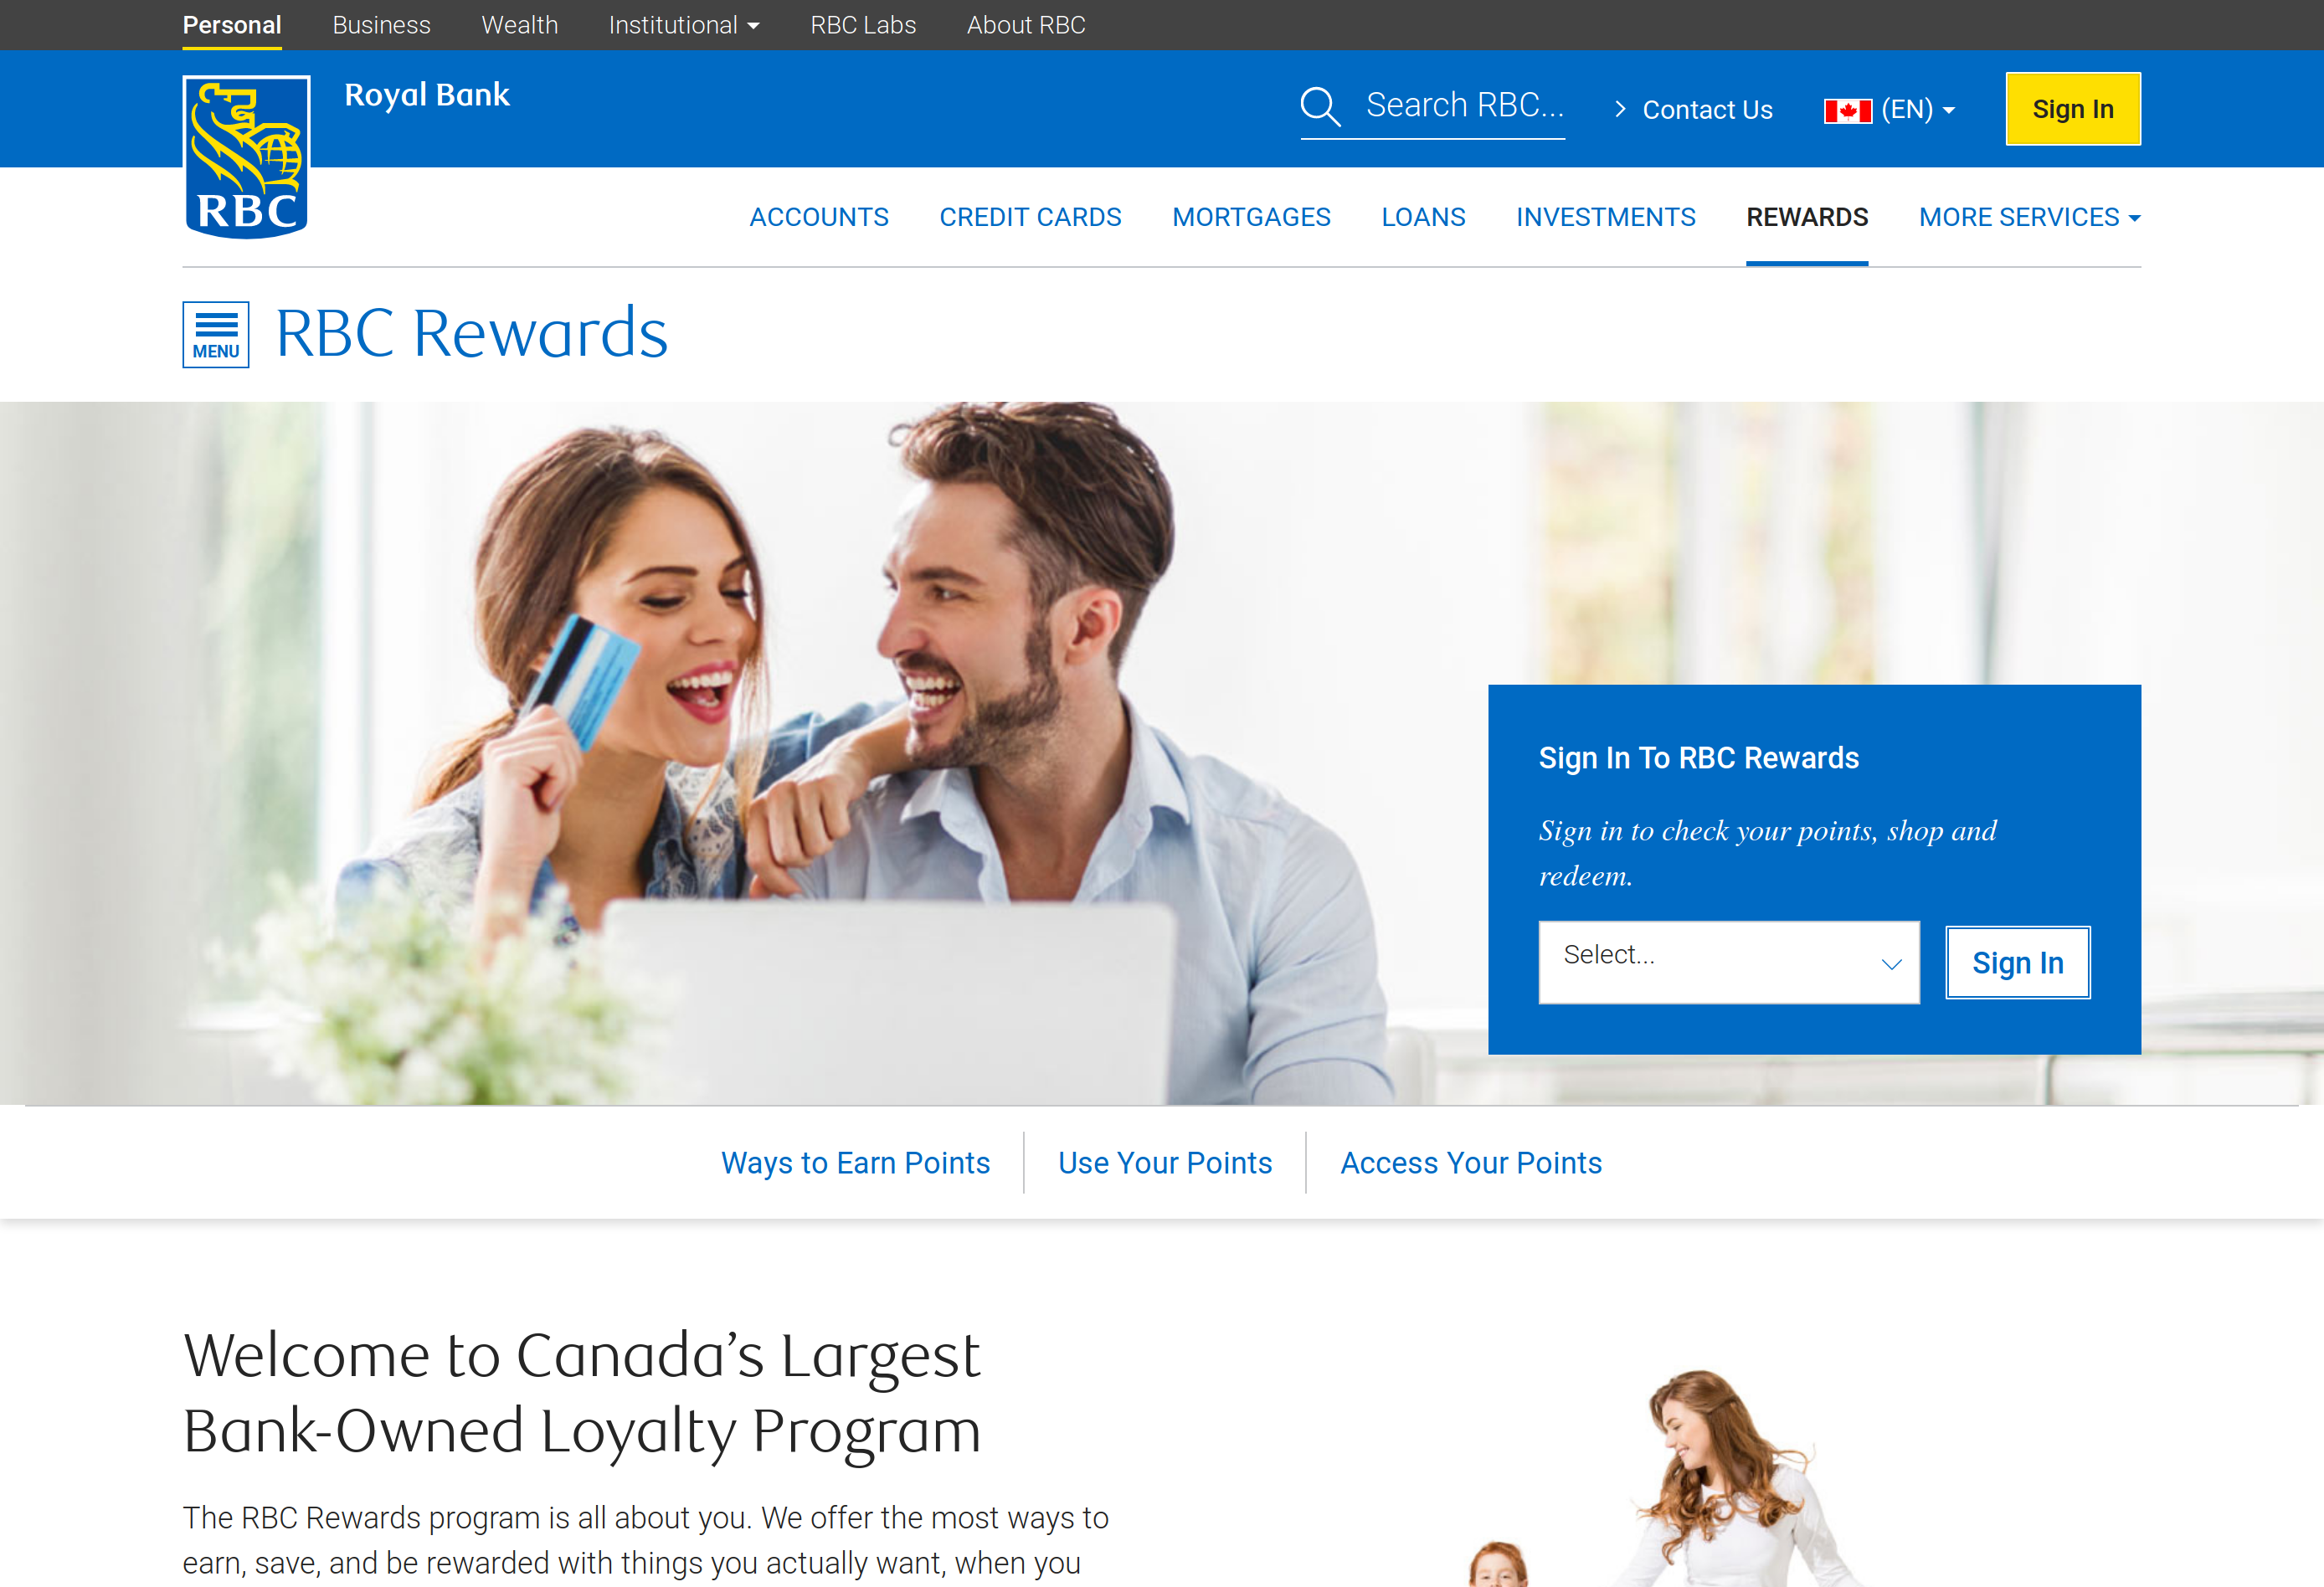 Personal Business Wealth Institutional RBC Labs About RBC
RBC
Royal Bank
Search RBC...
Contact Us
(EN)
Sign In
ACCOUNTS CREDIT CARDS MORTGAGES LOANS INVESTMENTS REWARDS MORE SERVICES
MENU
RBC Rewards
Sign In To RBC Rewards
Sign in to check your points, shop and
redeem.
Select...
Sign In
Ways to Earn Points
Use Your Points
Access Your Points
Welcome to Canada’s Largest
Bank-Owned Loyalty Program
The RBC Rewards program is all about you. We offer the most ways to
earn, save, and be rewarded with things you actually want, when you